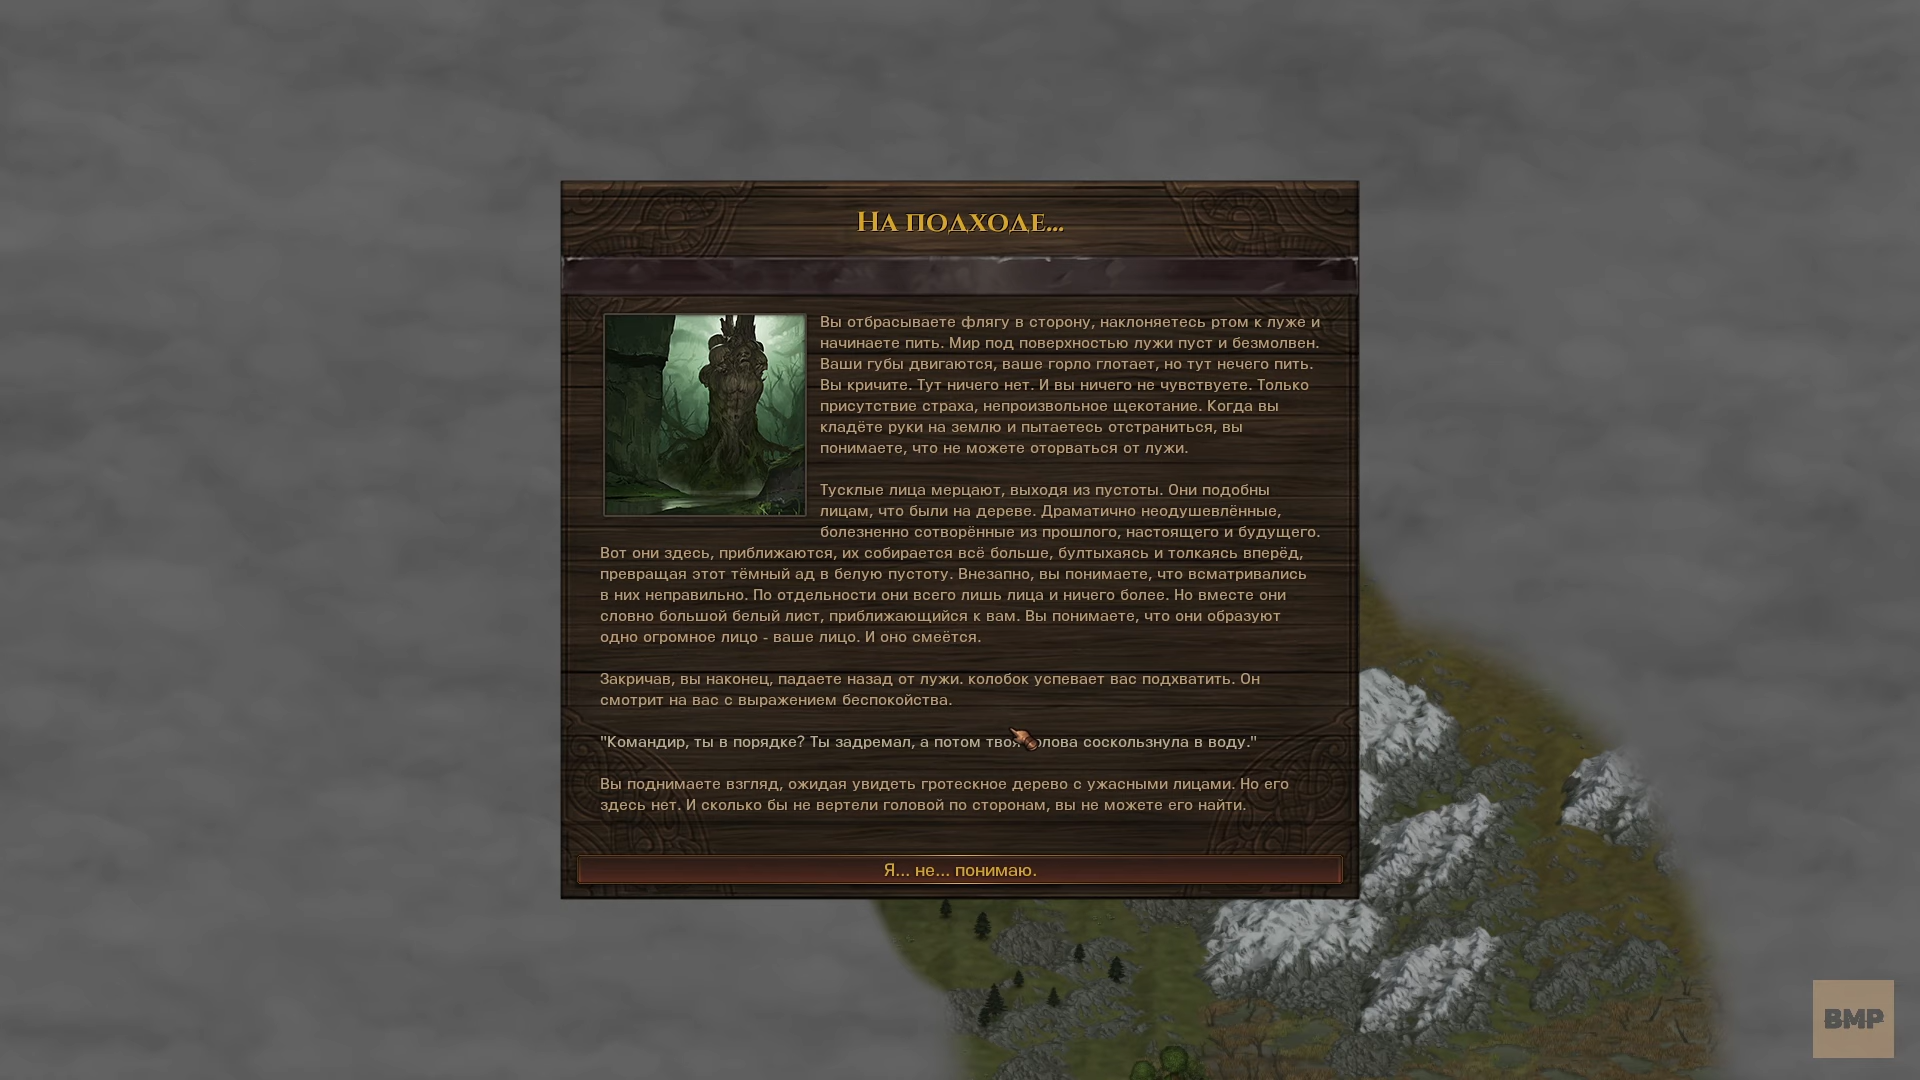 На подходе...
Вы отбрасываете флягу в сторону, наклоняетесь ртом к луже и
начинаете пить. Мир под поверхностью лужи пуст и безмолвен.
Ваши губы двигаются, ваше горло глотает, но тут нечего пить.
Вы кричите. Тут ничего нет. И вы ничего не чувствуете. Только
присутствие страха, непроизвольное щекотание. Когда вы
кладёте руки на землю и пытаетесь отстраниться, вы
понимаете, что не можете оторваться от лужи.
Тусклые лица мерцают, выходя из пустоты. Они подобны
лицам, что были на дереве. Драматично неодушевлённые,
болезненно сотворённые из прошлого, настоящего и будущего.
Вот они здесь, приближаются, их собирается всё больше, бултыхаясь и толкаясь вперёд,
превращая этот тёмный ад в белую пустоту. Внезапно, вы понимаете, что всматривались
в них неправильно. По отдельности они всего лишь лица и ничего более. Но вместе они
словно большой белый лист, приближающийся к вам. Вы понимаете, что они образуют
одно огромное лицо - ваше лицо. И оно смеётся.
Закричав, вы наконец, падаете назад от лужи. колобок успевает вас подхватить. Он
смотрит на вас с выражением беспокойства.
"Командир, ты в порядке? Ты задремал, а потом соскользнула в воду."
Вы поднимаете взгляд, ожидая увидеть гротескное дерево с ужасными лицами. Но его
здесь нет. И сколько бы не вертели головой по сторонам, вы не можете его найти.
Я... не... понимаю.
BMP